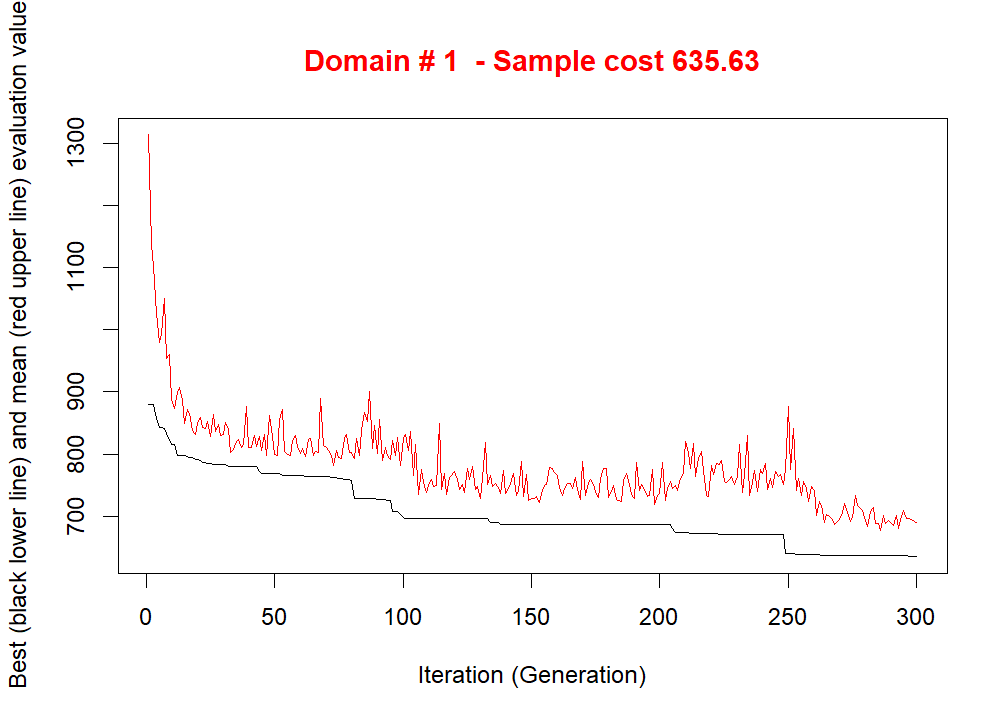 Domain # 1 - Sample cost 635.63
Best (black lower line) and mean (red upper line) evaluation value
1300
1100
900
800
700
0 50 100 150 200 250 300
Iteration (Generation)